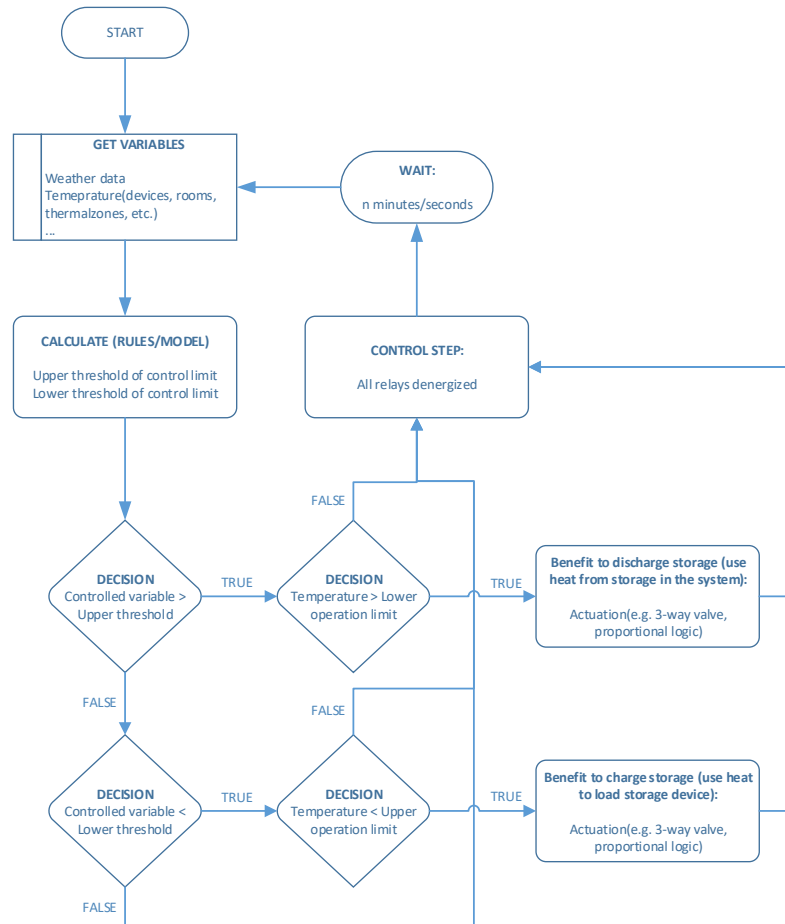 START
GET VARIABLES
Weather data
Temeprature(devices, rooms,
thermalzones, etc.)
...
WAIT:
n minutes/seconds
CALCULATE (RULES/MODEL)
Upper threshold of control limit
Lower threshold of control limit
CONTROL STEP:
All relays denergized
FALSE
DECISION
Controlled variable >
Upper threshold
TRUE
DECISION
Temperature > Lower
operation limit
TRUE
Benefit to discharge storage (use
heat from storage in the system):
Actuation(e.g. 3-way valve,
proportional logic)
FALSE
FALSE
DECISION
Controlled variable <
Lower threshold
TRUE
DECISION
Temperature < Upper
operation limit
TRUE
Benefit to charge storage (use heat
to load storage device):
Actuation(e.g. 3-way valve,
proportional logic)
FALSE